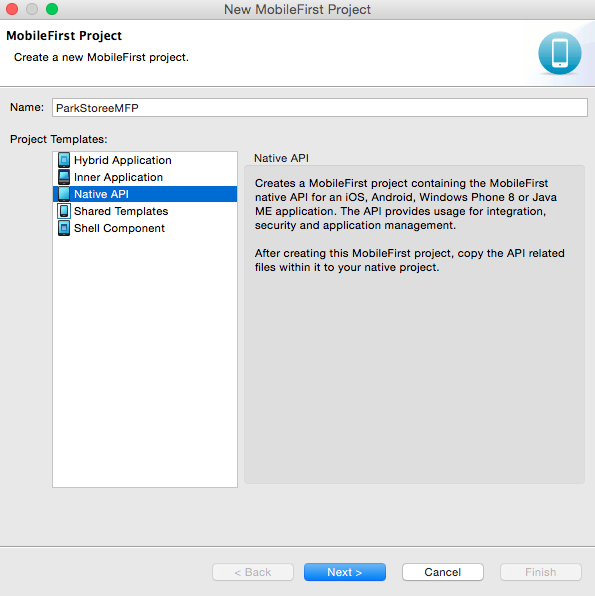 New MobileFirst Project
MobileFirst Project
Create a new MobileFirst project.
Name: ParkStoreeMFP
Project Templates:
Hybrid Application
Inner Application
Native API
Shared Templates
Shell Component
Native API
Creates a MobileFirst project containing the MobileFirst
native API for an iOS, Android, Windows Phone 8 or Java
ME application. The API provides usage for integration,
security and application management.
After creating this MobileFirst project, copy the API related
files within it to your native project.
< Back Next > Cancel Finish